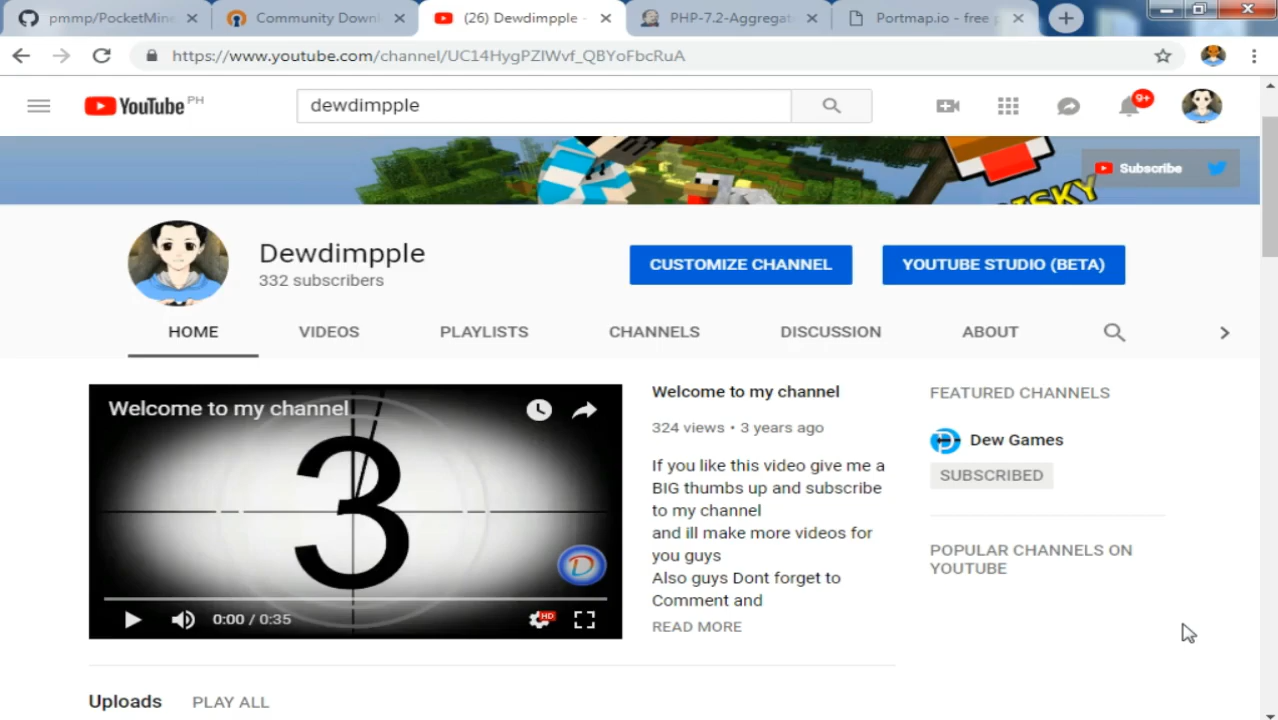 pmmp/PocketMine
Community Down
(26) Dewdimpple -
PHP-7.2-Aggregat
Portmap.io - free p
https://www.youtube.com/channel/UC14HygPZIWvf_QBYoFbcRuA
YouTube PH
dewdimpple
9+
Subscribe
SKY
Dewdimpple
332 subscribers
CUSTOMIZE CHANNEL
YOUTUBE STUDIO (BETA)
HOME
VIDEOS
PLAYLISTS
CHANNELS
DISCUSSION
ABOUT
Welcome to my channel
3
D
0:00 / 0:35
HD
Welcome to my channel
324 views • 3 years ago
If you like this video give me a
BIG thumbs up and subscribe
to my channel
and ill make more videos for
you guys
Also guys Dont forget to
Comment and
READ MORE
FEATURED CHANNELS
Dew Games
SUBSCRIBED
POPULAR CHANNELS ON
YOUTUBE
Uploads
PLAY ALL